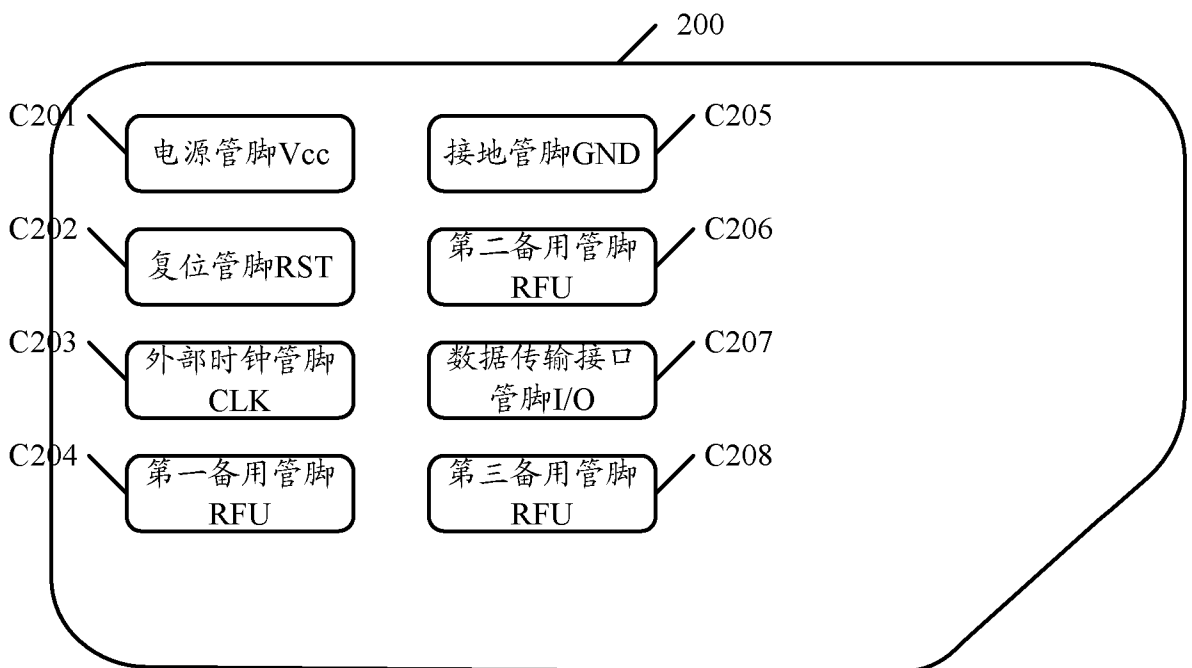 200
C201
电源管脚Vcc
接地管脚GND
C205
C202
复位管脚RST
第二备用管脚
RFU
C206
C203
外部时钟管脚
CLK
数据传输接口
管脚I/O
C207
C204
第一备用管脚
RFU
第三备用管脚
RFU
C208